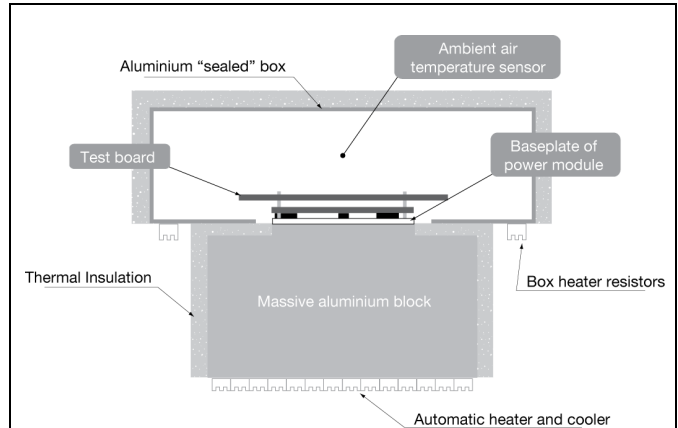 Ambient air
temperature sensor
Aluminium “sealed” box
Test board
Baseplate of
power module
Thermal Insulation
Box heater resistors
Massive aluminium block
Automatic heater and cooler